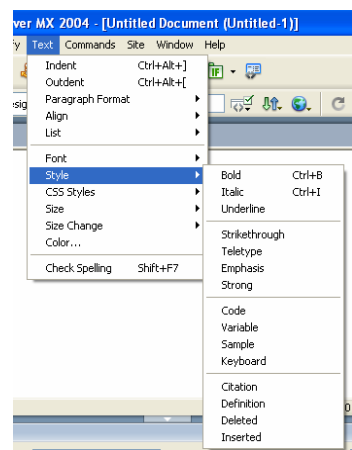 ver MX 2004 - [Untitled Document (Untitled-1)]
fy Text Commands Site Window Help
Indent Ctrl+Alt+]
Outdent Ctrl+Alt+[
Paragraph Format
Align
List
Font
Style
CSS Styles
Size
Size Change
Color...
Check Spelling Shift+F7
Bold Ctrl+B
Italic Ctrl+I
Underline
Strikethrough
Teletype
Emphasis
Strong
Code
Variable
Sample
Keyboard
Citation
Definition
Deleted
Inserted